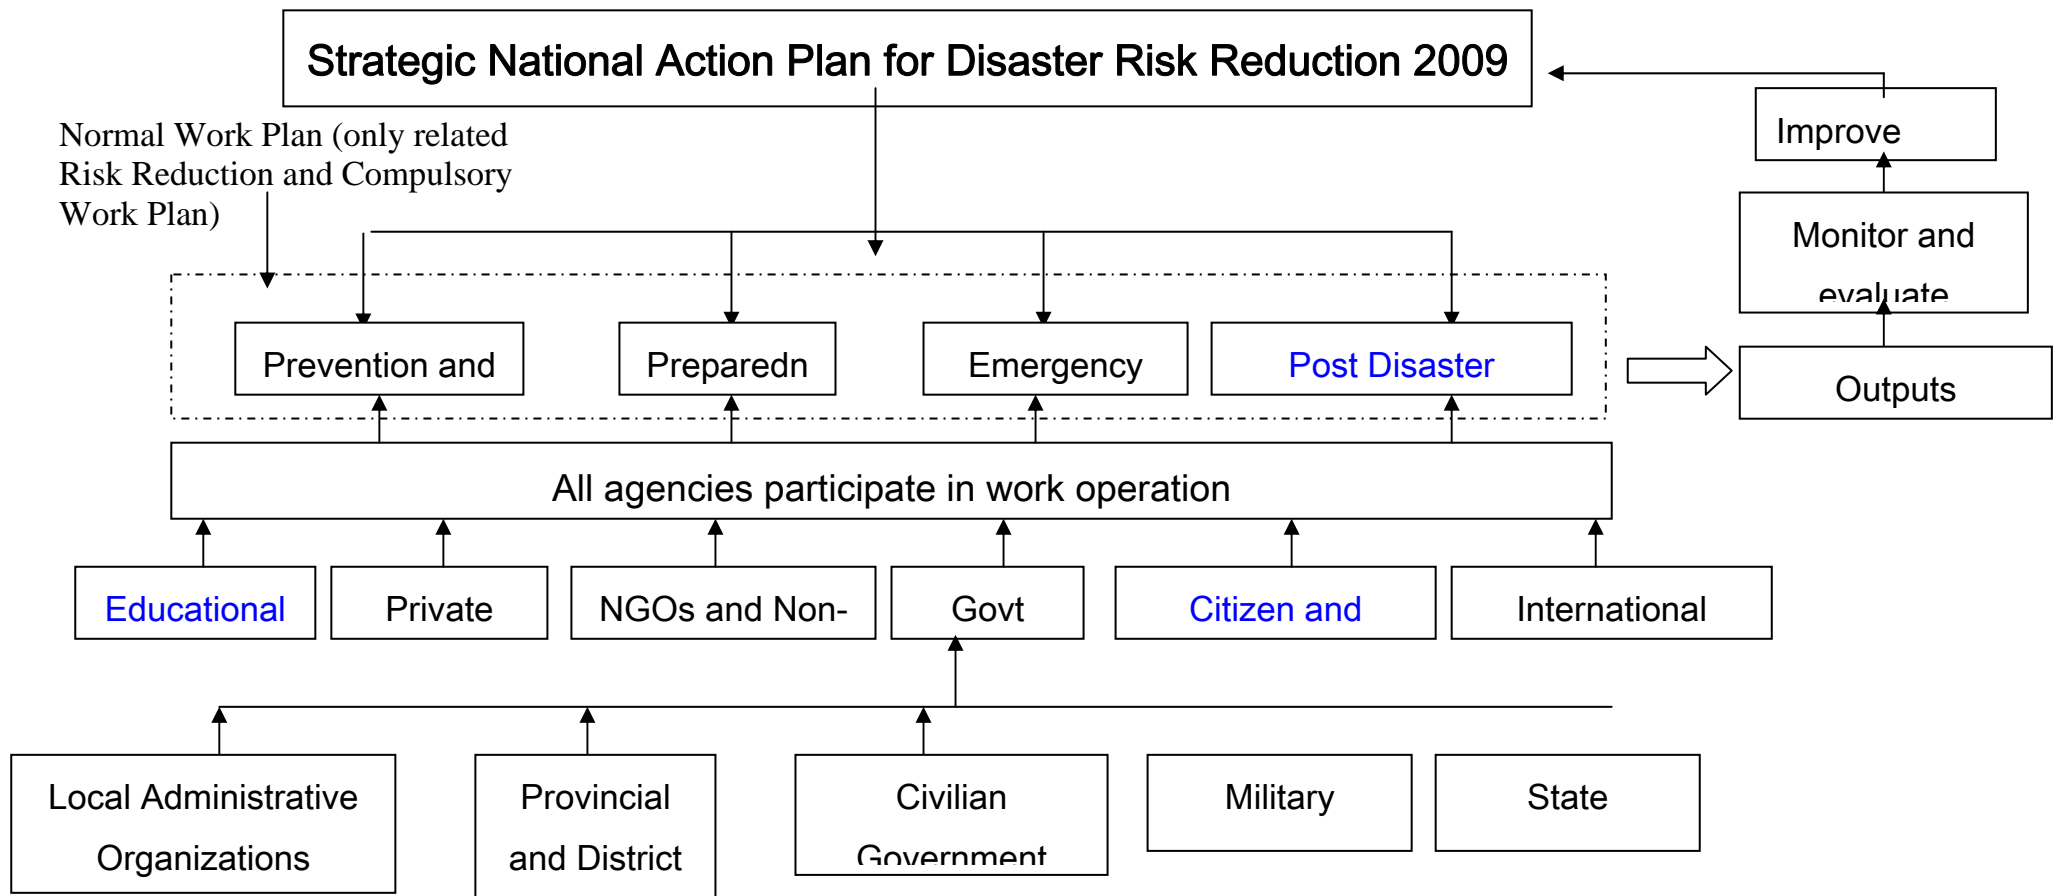 Strategic National Action Plan for Disaster Risk Reduction 2009
Normal Work Plan (only related
Risk Reduction and Compulsory
Work Plan)
Improve
Monitor and
evaluate
Prevention and
Preparedn
Emergency
Post Disaster
Outputs
All agencies participate in work operation
Educational
Private
NGOs and Non-
Govt
Citizen and
International
Local Administrative
Organizations
Provincial
and District
Civilian
Government
Military
State